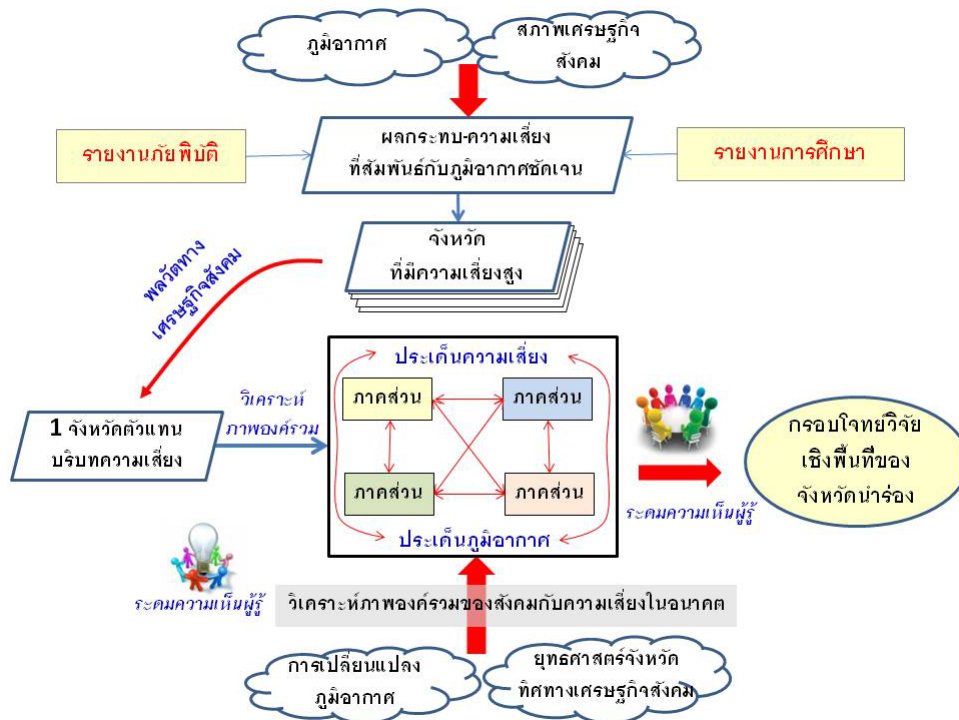 ภูมิอากาศ
สภาพเศรษฐกิจ
สังคม
รายงานภัยพิบัติ
ผลกระทบ-ความเสี่ยง
ที่สัมพันธ์กับภูมิอากาศชัดเจน
รายงานการศึกษา
จังหวัด
ที่มีความเสี่ยงสูง
พลวัตทาง
เศรษฐกิจสังคม
1 จังหวัดตัวแทน
บริบทความเสี่ยง
วิเคราะห์
ภาพองค์รวม
ประเด็นความเสี่ยง
ภาคส่วน
ภาคส่วน
ภาคส่วน
ภาคส่วน
ประเด็นภูมิอากาศ
ระดมความเห็นผู้รู้
กรอบโจทย์วิจัย
เชิงพื้นที่ของ
จังหวัดนำร่อง
ระดมความเห็นผู้รู้
วิเคราะห์ภาพองค์รวมของสังคมกับความเสี่ยงในอนาคต
การเปลี่ยนแปลง
ภูมิอากาศ
ยุทธศาสตร์จังหวัด
ทิศทางเศรษฐกิจสังคม